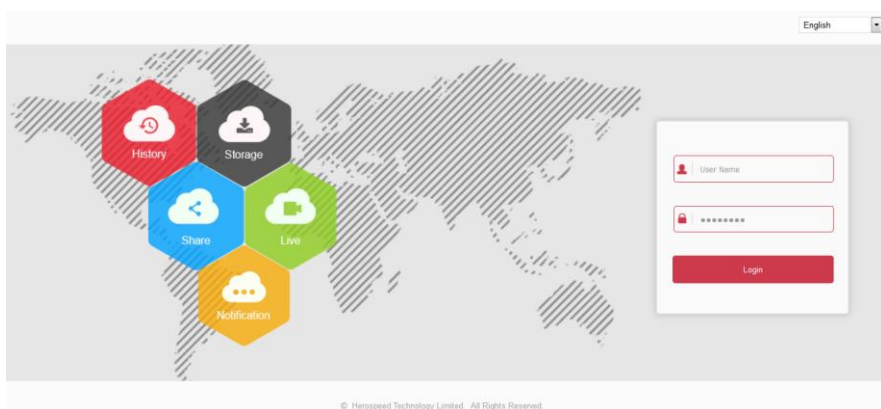 English
History
Storage
Share
Live
Notification
User Name
Login
© Herospeed Technology Limited. All Rights Reserved.